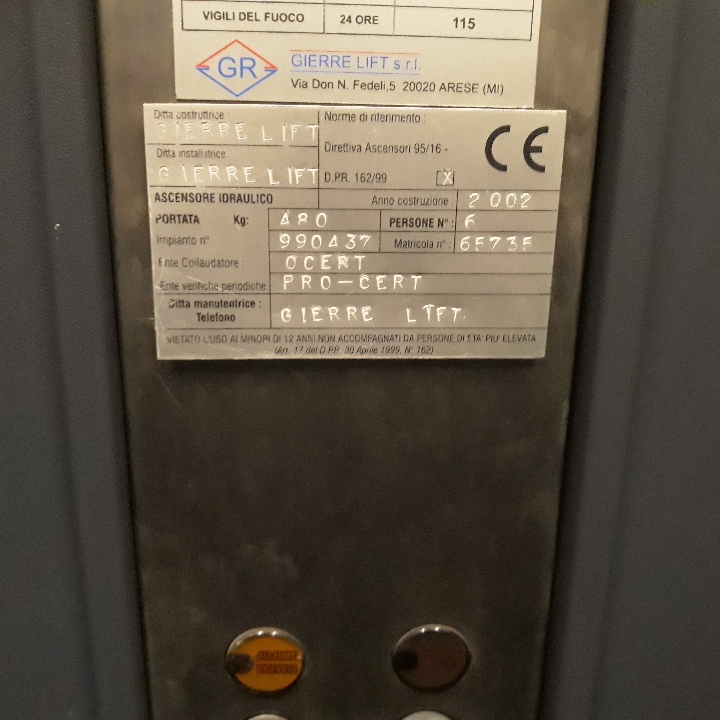 VIGILI DEL FUOCO 24 ORE 115
GR GIERRE LIFT s.r.l.
Via Don N. Fedeli,5 20020 ARESE (MI)
Ditta costruttrice
GIERRE LIFT
Norme di riferimento :
Ditta installatrice
GIERRE LIFT
Direttiva Ascensori 95/16 -
CE
D.PR. 162/99 [X]
ASCENSORE IDRAULICO Anno costruzione : 2002
PORTATA Kg: 480 PERSONE N° : 6
Impianto n° 990437 Matricola n° : 65735
Ente Collaudatore : OCERT
Ente verifiche periodiche PRO-CERT
Ditta manutentrice : GIERRE LIFT
Telefono
VIETATO L'USO AI MINORI DI 12 ANNI NON ACCOMPAGNATI DA PERSONE DI ETA' PIU' ELEVATA
(Art. 17 del D.P.R. 30 Aprile 1999, N° 162)